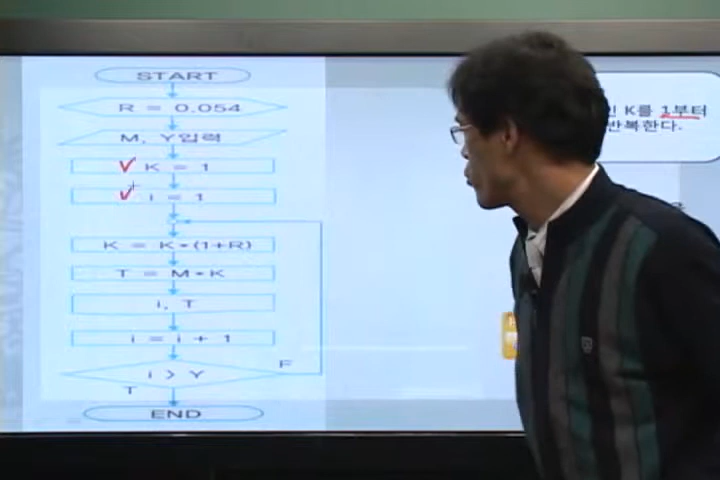 START
R = 0.054
M, Y입력
K = 1
i = 1
K = K*(1+R)
T = M*K
i, T
i = i + 1
i > Y
F
T
END
인 K를 1부터
반복한다.